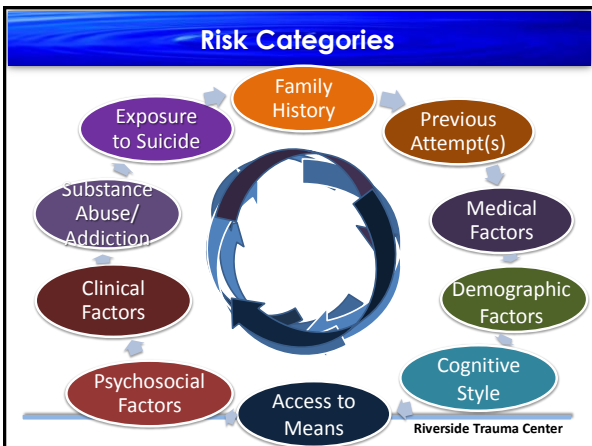 Risk Categories
Family
History
Previous
Attempt(s)
Medical
Factors
Demographic
Factors
Cognitive
Style
Access to
Means
Psychosocial
Factors
Clinical
Factors
Substance
Abuse/
Addiction
Exposure
to Suicide
Riverside Trauma Center